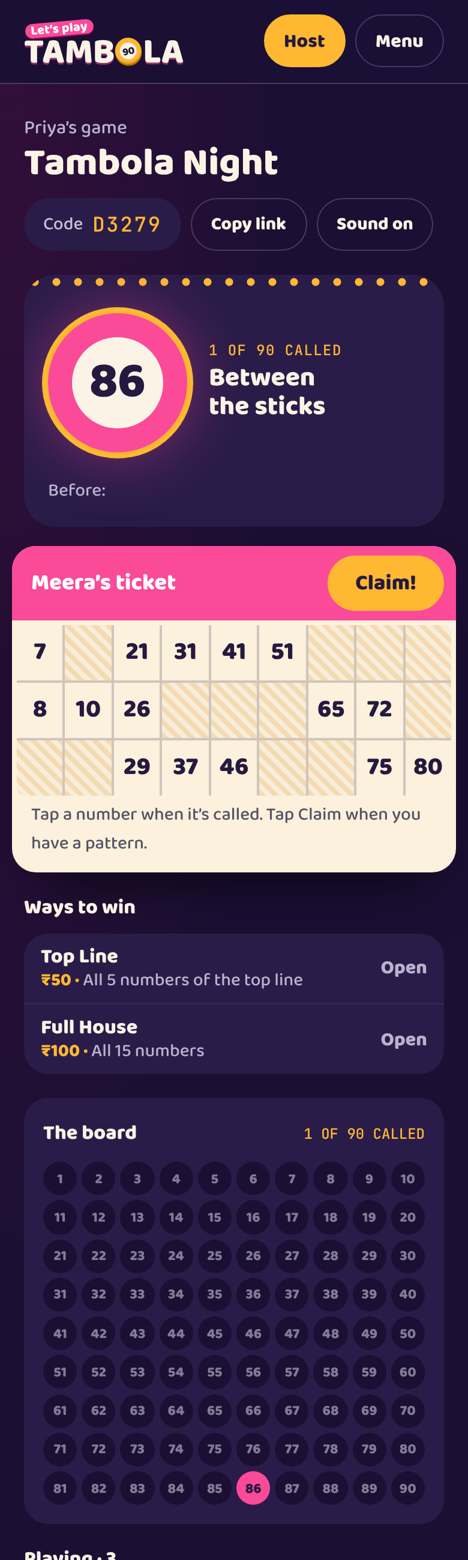 Let's play
TAMBOLA
90
Host
Menu
Priya's game
Tambola Night
Code D3279
Copy link
Sound on
86
1 OF 90 CALLED
Between
the sticks
Before:
Meera's ticket
Claim!
7 21 31 41 51
8 10 26 65 72
29 37 46 75 80
Tap a number when it's called. Tap Claim when you
have a pattern.
Ways to win
Top Line
₹50 • All 5 numbers of the top line
Open
Full House
₹100 • All 15 numbers
Open
The board
1 OF 90 CALLED
1 2 3 4 5 6 7 8 9 10
11 12 13 14 15 16 17 18 19 20
21 22 23 24 25 26 27 28 29 30
31 32 33 34 35 36 37 38 39 40
41 42 43 44 45 46 47 48 49 50
51 52 53 54 55 56 57 58 59 60
61 62 63 64 65 66 67 68 69 70
71 72 73 74 75 76 77 78 79 80
81 82 83 84 85 86 87 88 89 90
Playing · 3